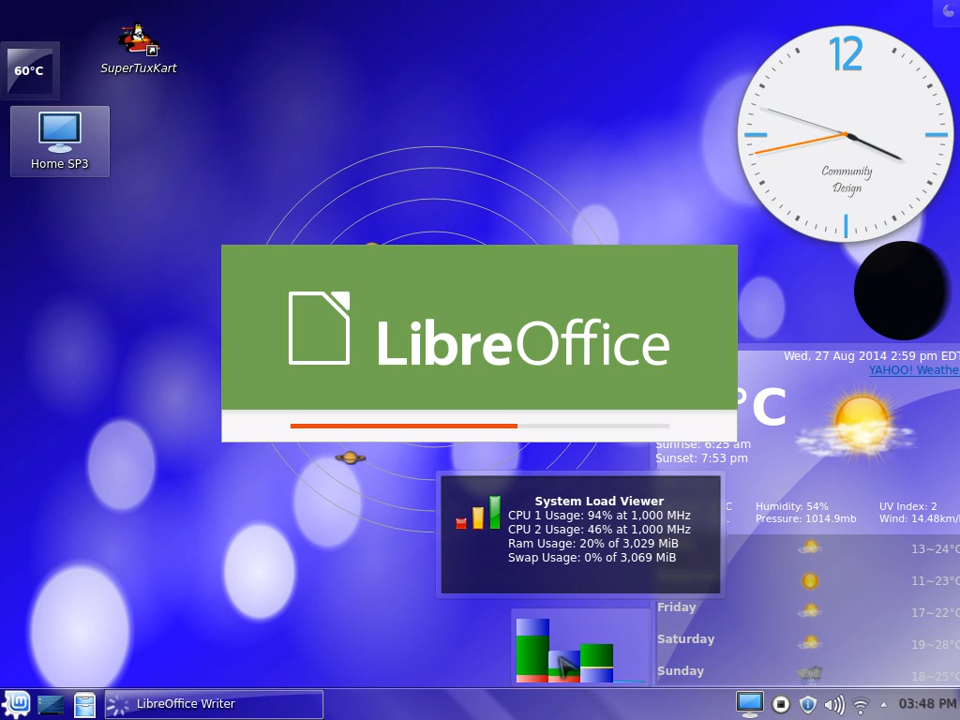 60°C
SuperTuxKart
Home SP3
12
Community
Design
LibreOffice
Wed, 27 Aug 2014 2:59 pm EDT
YAHOO! Weathe
°C
Sunrise: 6:25 am
Sunset: 7:53 pm
C
Humidity: 54%
UV Index: 2
Pressure: 1014.9mb
Wind: 14.48km/
System Load Viewer
CPU 1 Usage: 94% at 1,000 MHz
CPU 2 Usage: 46% at 1,000 MHz
Ram Usage: 20% of 3,029 MiB
Swap Usage: 0% of 3,069 MiB
13~24°C
11~23°C
Friday
17~22°C
Saturday
19~28°C
Sunday
18~25°C
LibreOffice Writer
03:48 PM